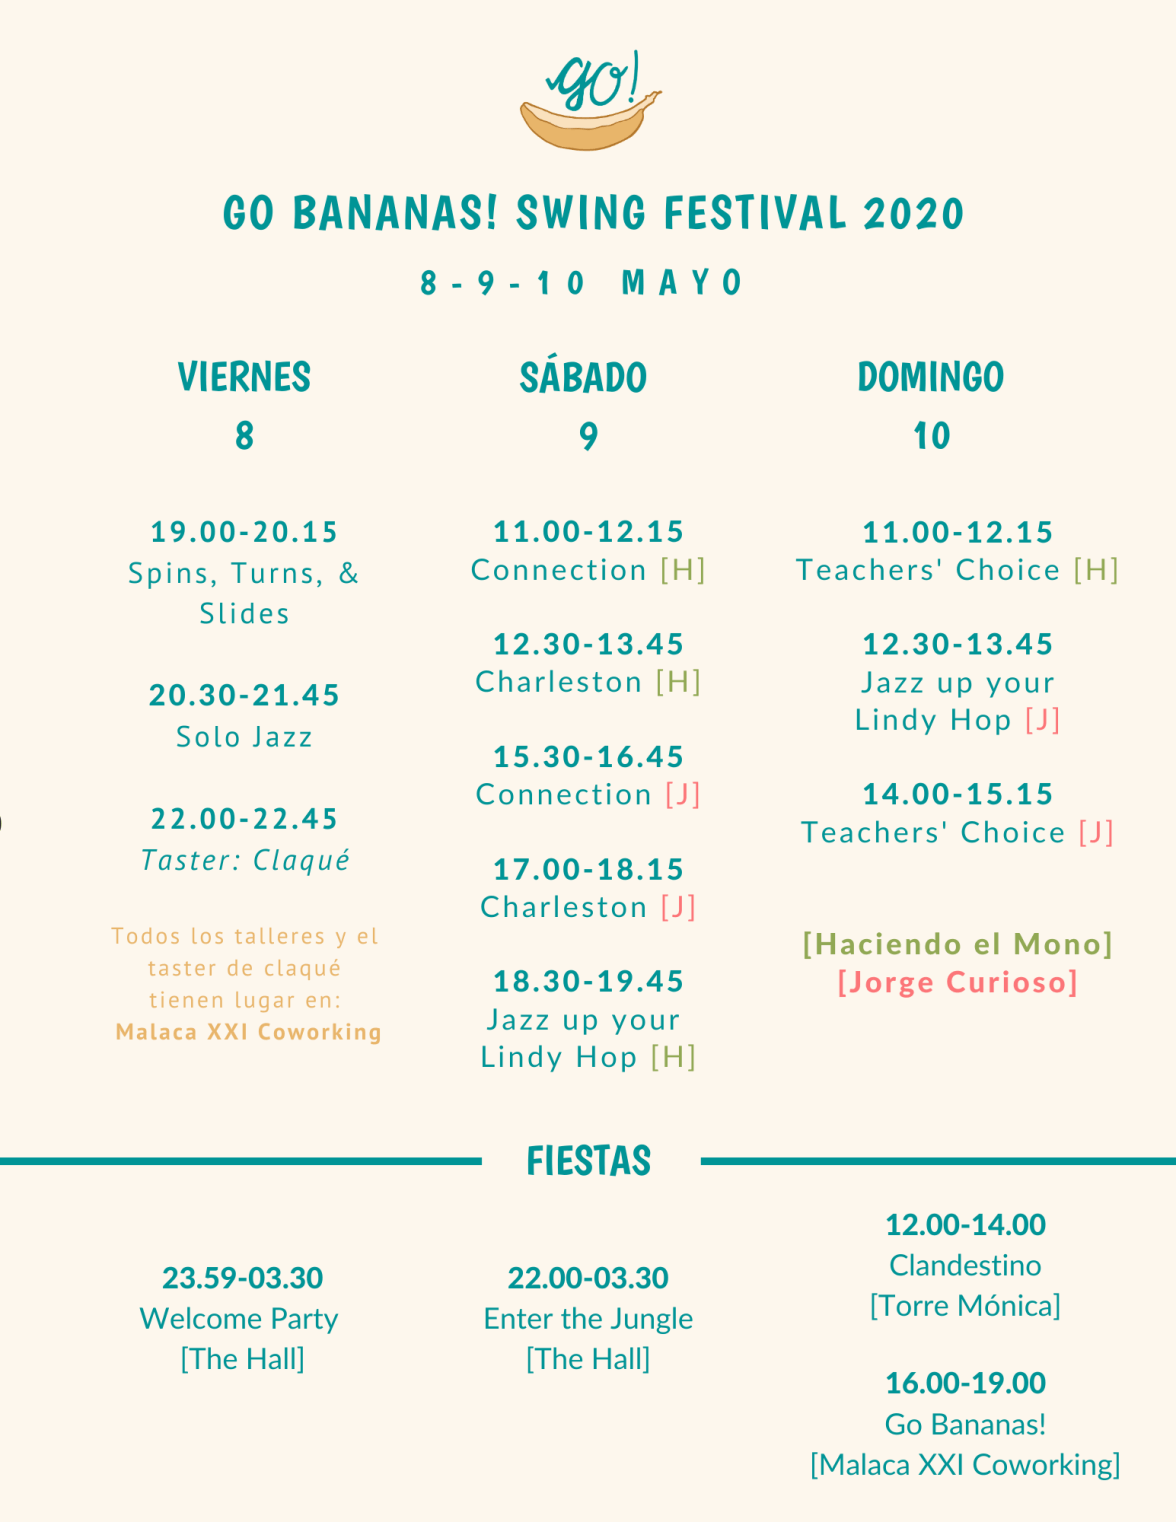 go!
GO BANANAS! SWING FESTIVAL 2020
8-9-10 MAYO
VIERNES
8
19.00-20.15
Spins, Turns, &
Slides
20.30-21.45
Solo Jazz
22.00-22.45
Taster: Claqué
Todos los talleres y el
taster de claqué
tienen lugar en:
Malaca XXI Coworking
SÁBADO
9
11.00-12.15
Connection [H]
12.30-13.45
Charleston [H]
15.30-16.45
Connection [J]
17.00-18.15
Charleston [J]
18.30-19.45
Jazz up your
Lindy Hop [H]
DOMINGO
10
11.00-12.15
Teachers' Choice [H]
12.30-13.45
Jazz up your
Lindy Hop [J]
14.00-15.15
Teachers' Choice [J]
[Haciendo el Mono]
[Jorge Curioso]
FIESTAS
23.59-03.30
Welcome Party
[The Hall]
22.00-03.30
Enter the Jungle
[The Hall]
12.00-14.00
Clandestino
[Torre Mónica]
16.00-19.00
Go Bananas!
[Malaca XXI Coworking]